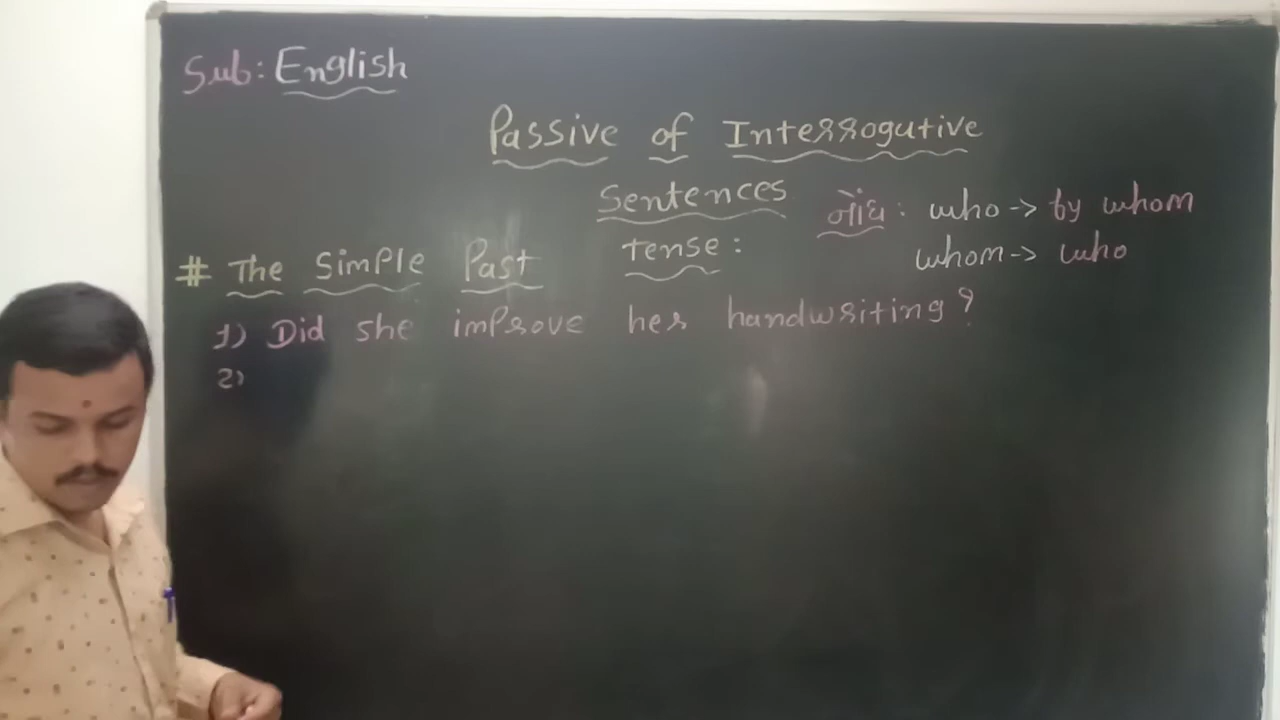 Sub: English
Passive of Interrogative
Sentences
નોંધ: who -> by whom
whom -> who
# The Simple Past tense:
1) Did she improve her handwriting?
2)